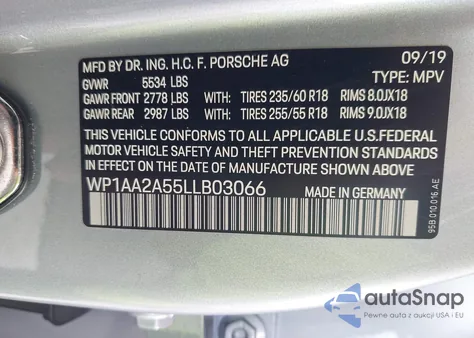 MFD BY DR. ING. H.C. F. PORSCHE AG 09/19
GVWR 5534 LBS TYPE: MPV
GAWR FRONT 2778 LBS WITH: TIRES 235/60 R18 RIMS 8.0JX18
GAWR REAR 2987 LBS WITH: TIRES 255/55 R18 RIMS 9.0JX18
THIS VEHICLE CONFORMS TO ALL APPLICABLE U.S.FEDERAL
MOTOR VEHICLE SAFETY AND THEFT PREVENTION STANDARDS
IN EFFECT ON THE DATE OF MANUFACTURE SHOWN ABOVE
WP1AA2A55LLB03066 MADE IN GERMANY
95B 010.016 AE
autoSnap
Pewne auta z aukcji USA i EU